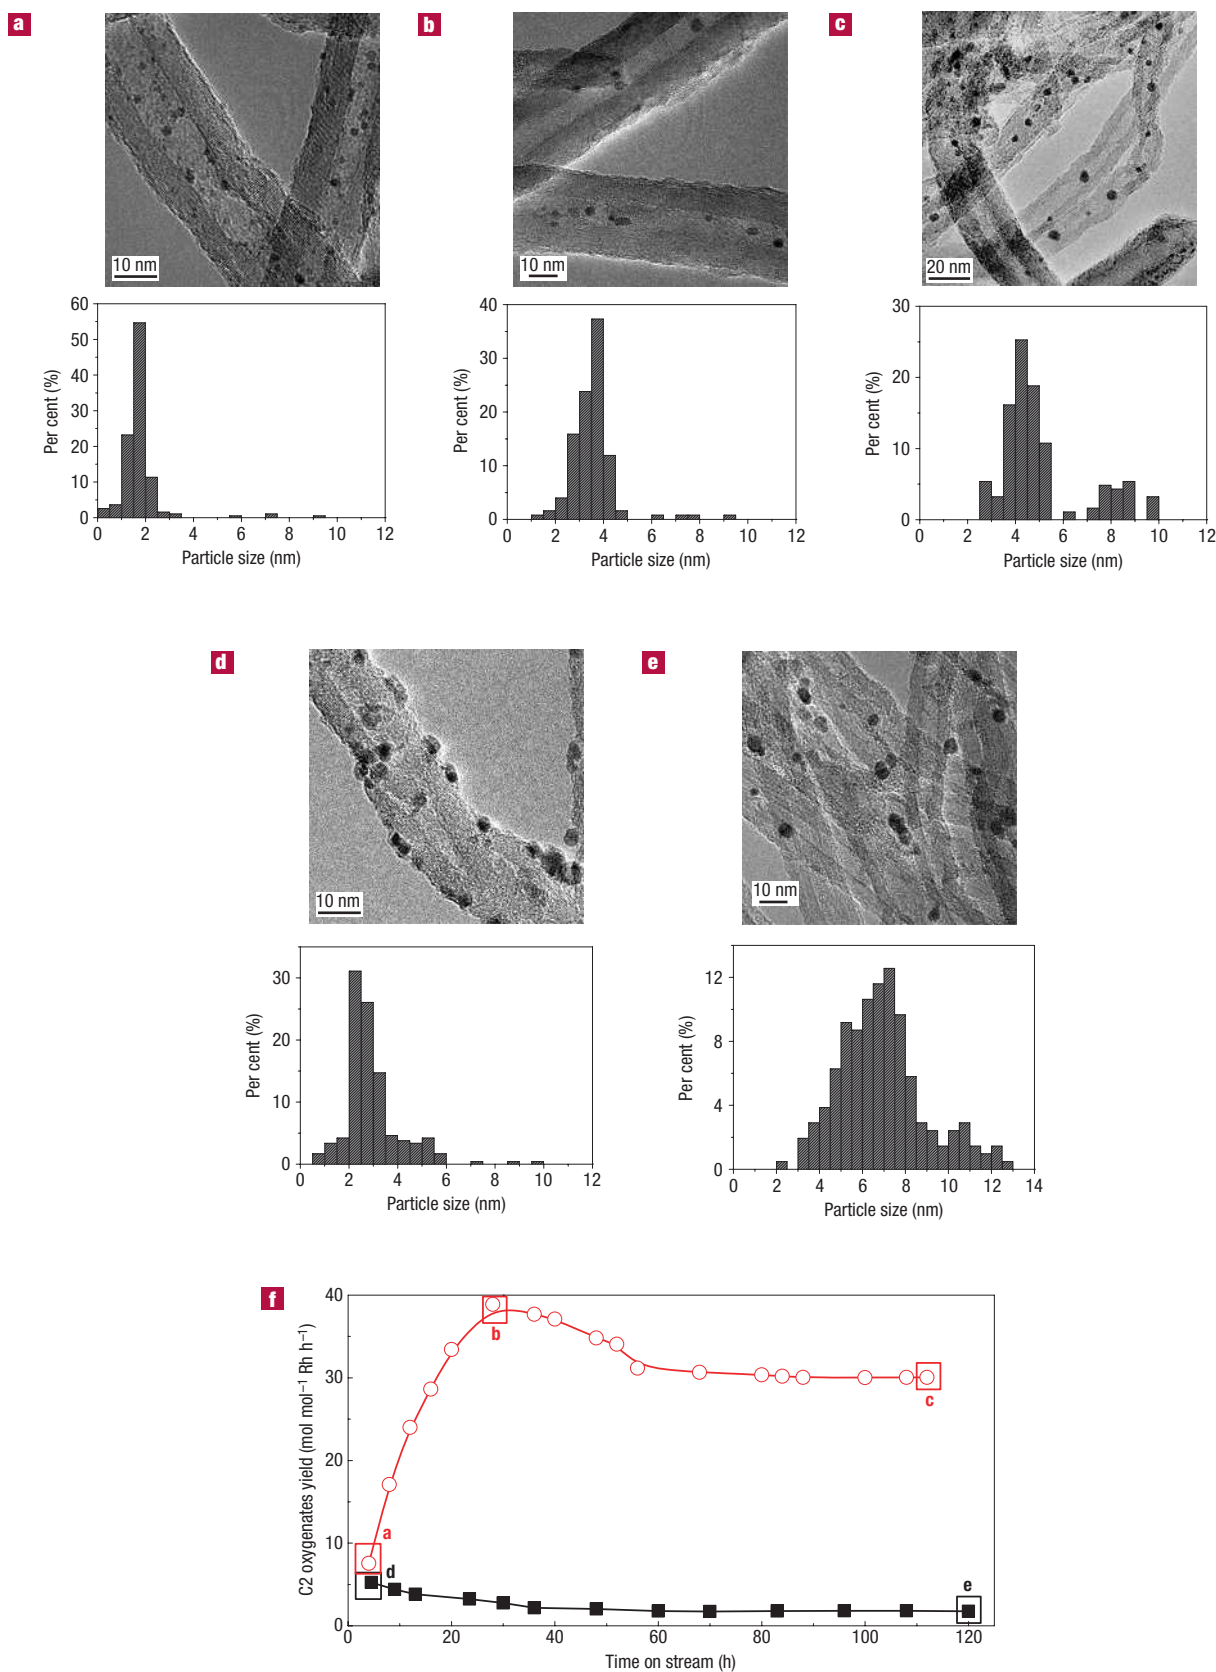 a
b
c
10 nm
10 nm
20 nm
60
50
40
30
20
10
0
Per cent (%)
0 2 4 6 8 10 12
Particle size (nm)
40
30
20
10
0
Per cent (%)
0 2 4 6 8 10 12
Particle size (nm)
30
20
10
0
Per cent (%)
0 2 4 6 8 10 12
Particle size (nm)
d
e
10 nm
10 nm
30
20
10
0
Per cent (%)
0 2 4 6 8 10 12
Particle size (nm)
12
8
4
0
Per cent (%)
0 2 4 6 8 10 12 14
Particle size (nm)
f
40
30
20
10
0
C2 oxygenates yield (mol mol⁻¹ Rh h⁻¹)
b
c
a
d
e
0 20 40 60 80 100 120
Time on stream (h)